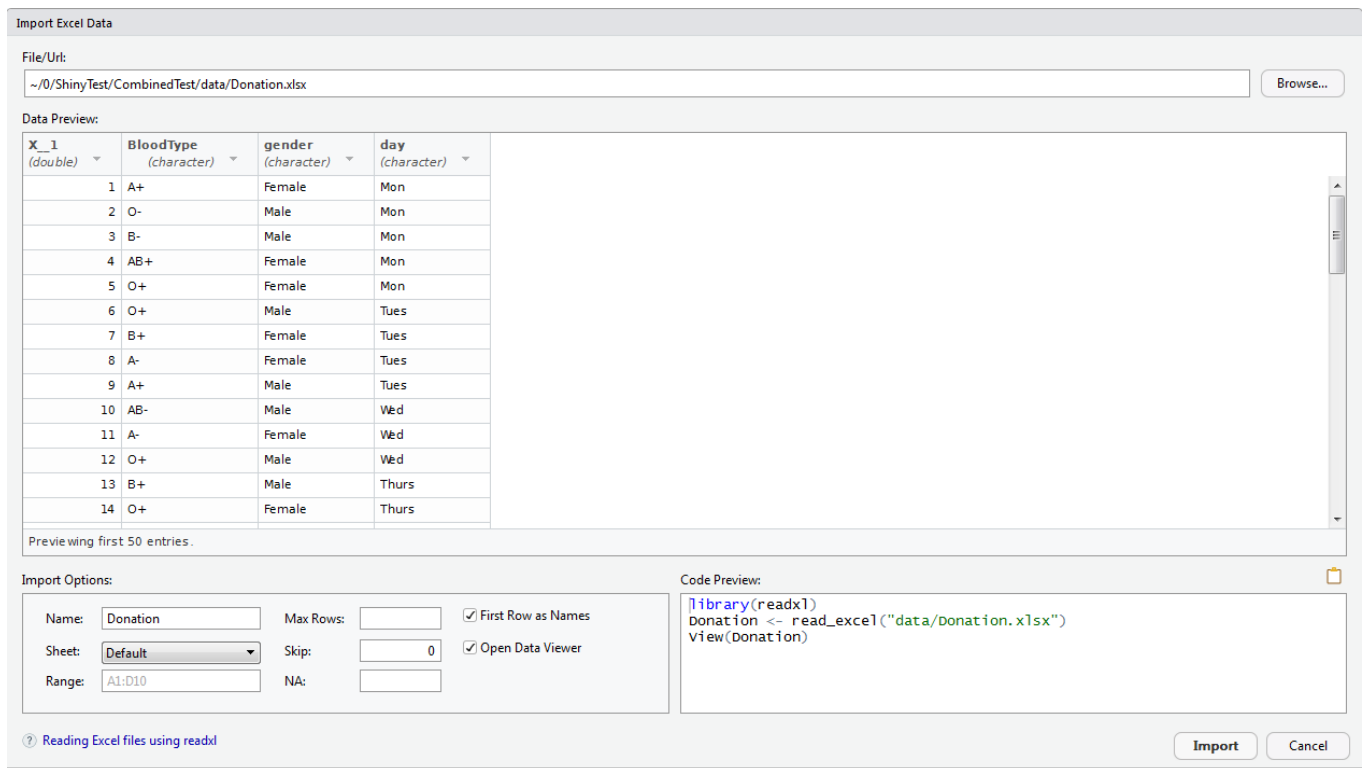 Import Excel Data
File/Url:
~/0/ShinyTest/CombinedTest/data/Donation.xlsx
Browse...
Data Preview:
X__1 BloodType gender day
(double) (character) (character) (character)
1 A+ Female Mon
2 O- Male Mon
3 B- Male Mon
4 AB+ Female Mon
5 O+ Female Mon
6 O+ Male Tues
7 B+ Female Tues
8 A- Female Tues
9 A+ Male Tues
10 AB- Male Wed
11 A- Female Wed
12 O+ Male Wed
13 B+ Male Thurs
14 O+ Female Thurs
Previewing first 50 entries.
Import Options:
Name: Donation Max Rows: First Row as Names
Sheet: Default Skip: 0 Open Data Viewer
Range: A1:D10 NA:
Code Preview:
library(readxl)
Donation <- read_excel("data/Donation.xlsx")
View(Donation)
? Reading Excel files using readxl
Import Cancel